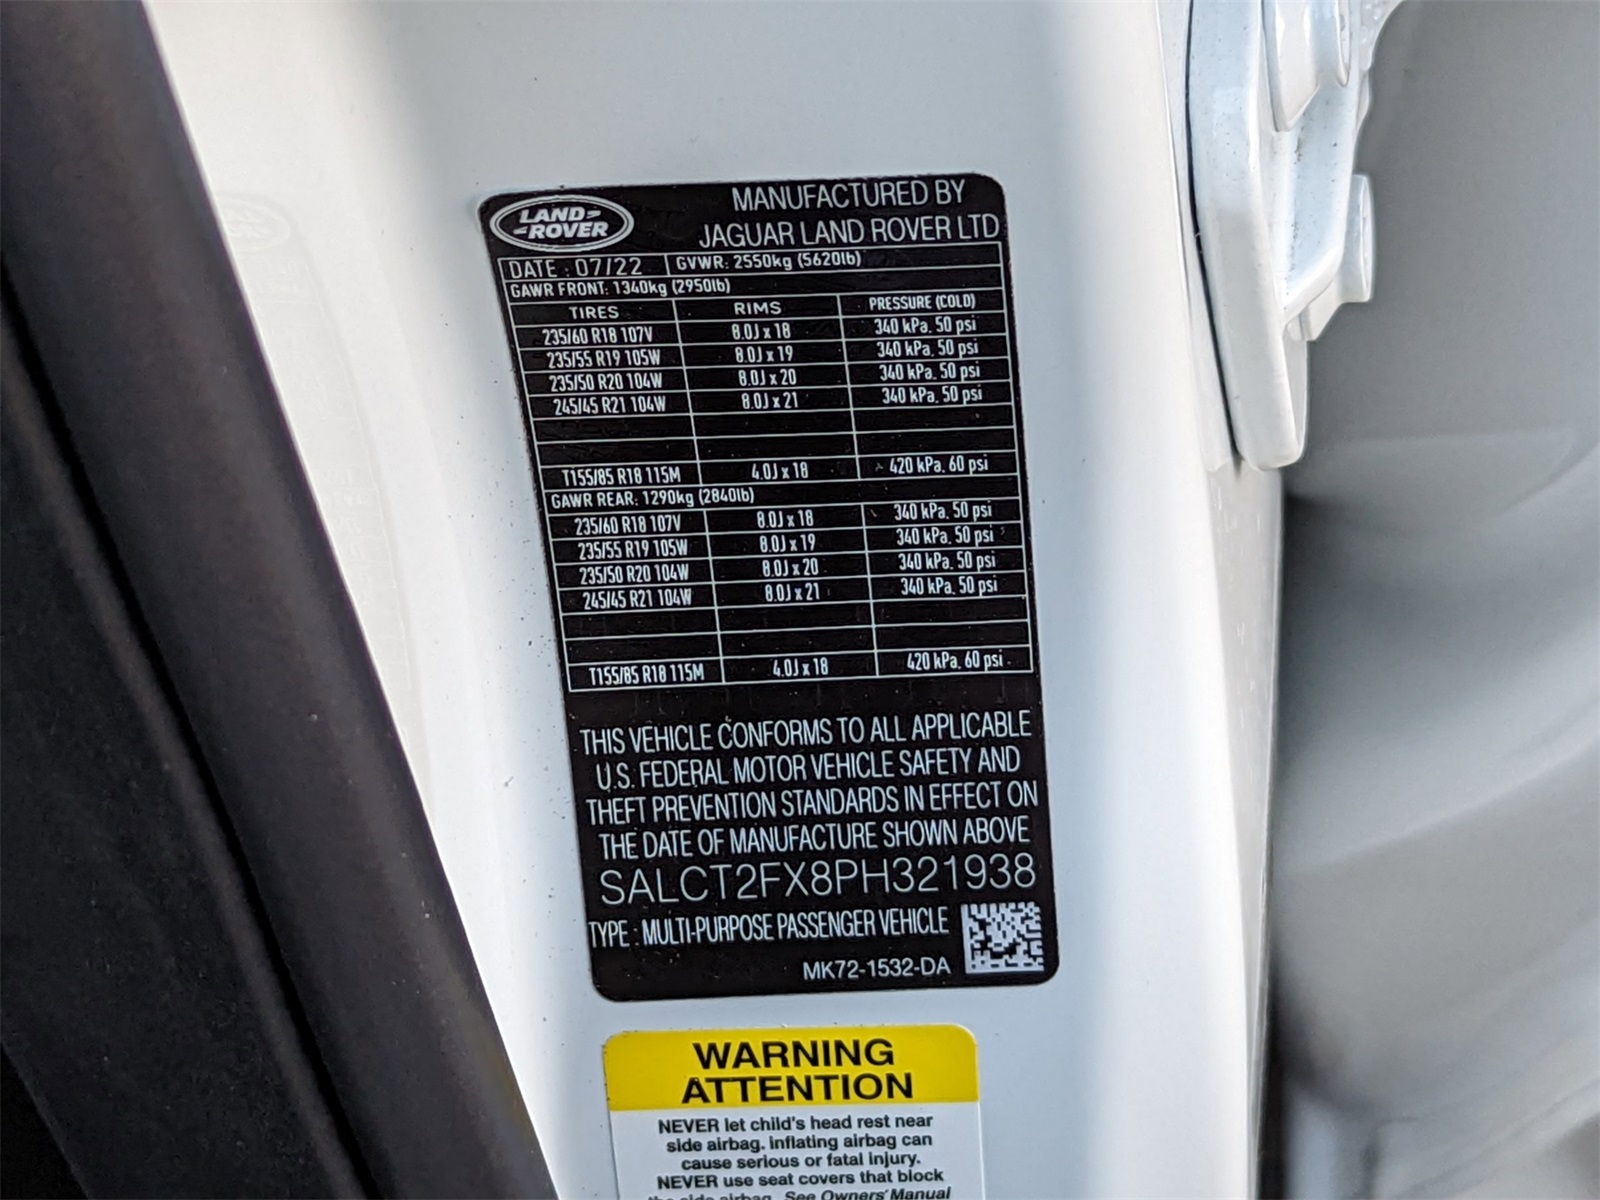 LAND-
-ROVER
MANUFACTURED BY
JAGUAR LAND ROVER LTD
DATE : 07/22 GVWR: 2550kg (5620lb)
GAWR FRONT: 1340kg (2950lb)
TIRES RIMS PRESSURE (COLD)
235/60 R18 107V 8.0J x 18 340 kPa. 50 psi
235/55 R19 105W 8.0J x 19 340 kPa. 50 psi
235/50 R20 104W 8.0J x 20 340 kPa. 50 psi
245/45 R21 104W 8.0J x 21 340 kPa. 50 psi
T155/85 R18 115M 4.0J x 18 420 kPa. 60 psi
GAWR REAR: 1290kg (2840lb)
235/60 R18 107V 8.0J x 18 340 kPa. 50 psi
235/55 R19 105W 8.0J x 19 340 kPa. 50 psi
235/50 R20 104W 8.0J x 20 340 kPa. 50 psi
245/45 R21 104W 8.0J x 21 340 kPa. 50 psi
T155/85 R18 115M 4.0J x 18 420 kPa. 60 psi
THIS VEHICLE CONFORMS TO ALL APPLICABLE
U.S. FEDERAL MOTOR VEHICLE SAFETY AND
THEFT PREVENTION STANDARDS IN EFFECT ON
THE DATE OF MANUFACTURE SHOWN ABOVE
SALCT2FX8PH321938
TYPE : MULTI-PURPOSE PASSENGER VEHICLE
MK72-1532-DA
WARNING
ATTENTION
NEVER let child's head rest near
side airbag. Inflating airbag can
cause serious or fatal injury.
NEVER use seat covers that block
the side airbag. See Owners' Manual